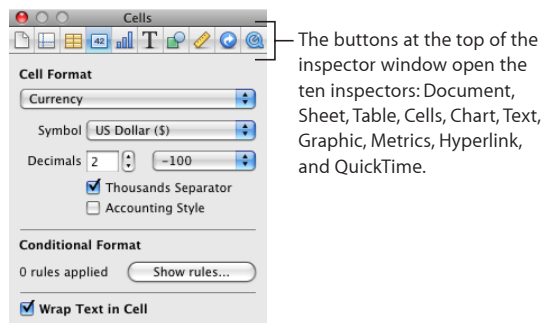 Cells
42
T
The buttons at the top of the
inspector window open the
ten inspectors: Document,
Sheet, Table, Cells, Chart, Text,
Graphic, Metrics, Hyperlink,
and QuickTime.
Cell Format
Currency
Symbol US Dollar ($)
Decimals 2 -100
Thousands Separator
Accounting Style
Conditional Format
0 rules applied Show rules...
Wrap Text in Cell